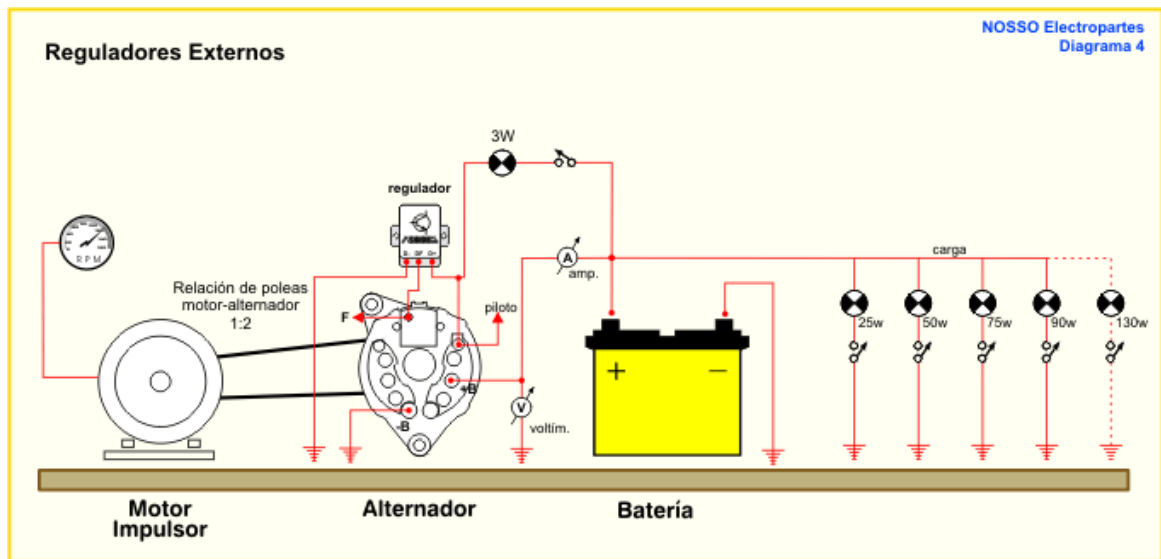 NOSSO Electropartes
Diagrama 4
Reguladores Externos
3W
regulador
D- DF D+
RPM
A
amp.
carga
Relación de poleas
motor-alternador
1:2
F
piloto
25w
50w
75w
90w
130w
+
−
+B
V
voltím.
-B
Motor
Impulsor
Alternador
Batería